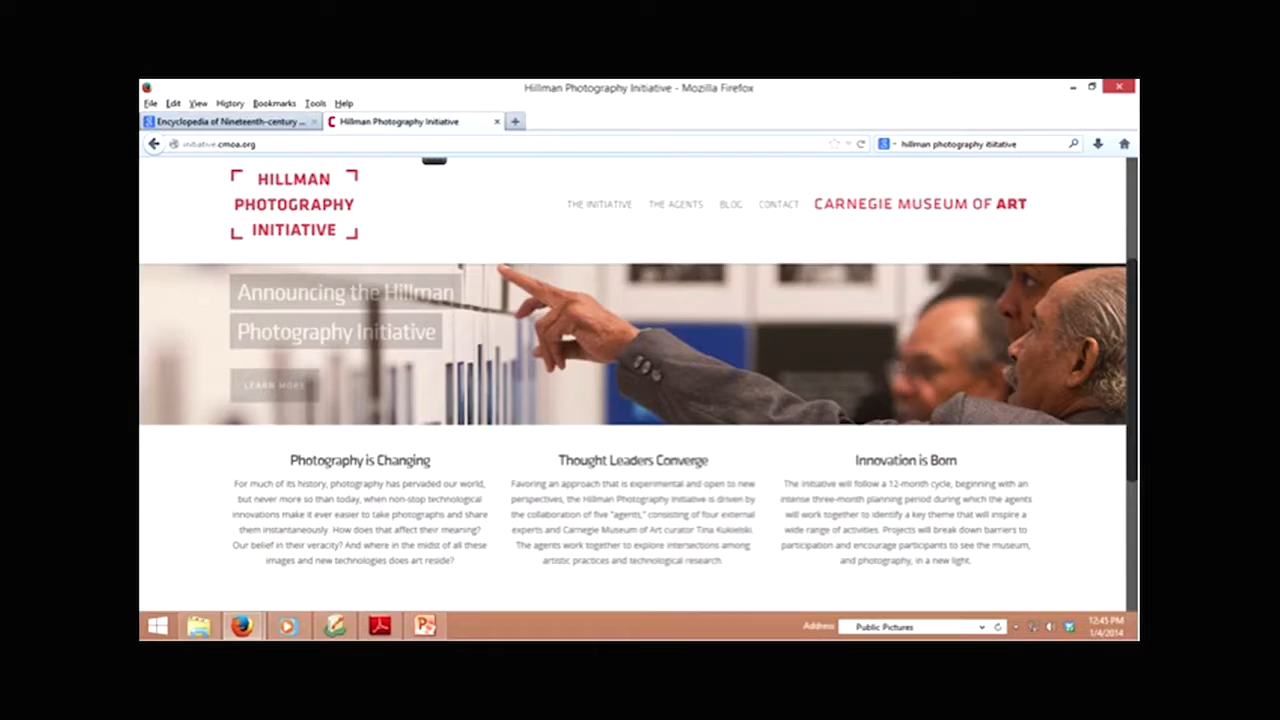 Hillman Photography Initiative - Mozilla Firefox
File Edit View History Bookmarks Tools Help
Encyclopedia of Nineteenth-century ...
Hillman Photography Initiative
initiative.cmoa.org
hillman photography itiitative
HILLMAN
PHOTOGRAPHY
INITIATIVE
THE INITIATIVE THE AGENTS BLOG CONTACT CARNEGIE MUSEUM OF ART
Announcing the Hillman
Photography Initiative
LEARN MORE
Photography is Changing
For much of its history, photography has pervaded our world,
but never more so than today, when non-stop technological
innovations make it ever easier to take photographs and share
them instantaneously. How does that affect their meaning?
Our belief in their veracity? And where in the midst of all these
images and new technologies does art reside?
Thought Leaders Converge
Favoring an approach that is experimental and open to new
perspectives, the Hillman Photography Initiative is driven by
the collaboration of five "agents," consisting of four external
experts and Carnegie Museum of Art curator Tina Kukielski.
The agents work together to explore intersections among
artistic practices and technological research.
Innovation is Born
The Initiative will follow a 12-month cycle, beginning with an
intense three-month planning period during which the agents
will work together to identify a key theme that will inspire a
wide range of activities. Projects will break down barriers to
participation and encourage participants to see the museum,
and photography, in a new light.
Address Public Pictures
12:45 PM
1/4/2014